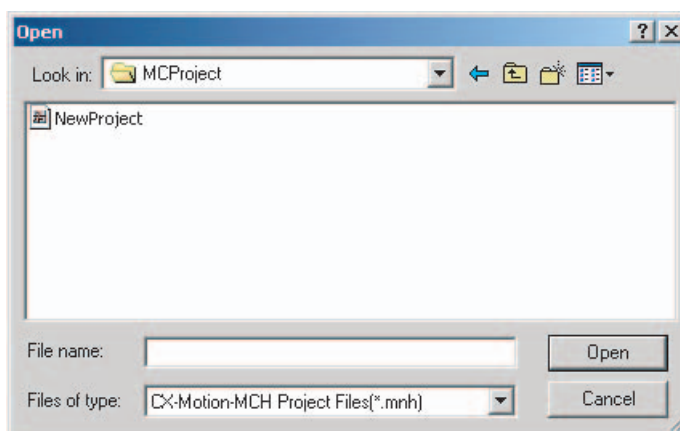 Open
Look in: MCProject
NewProject
File name: Open
Files of type: CX-Motion-MCH Project Files(*.mnh) Cancel